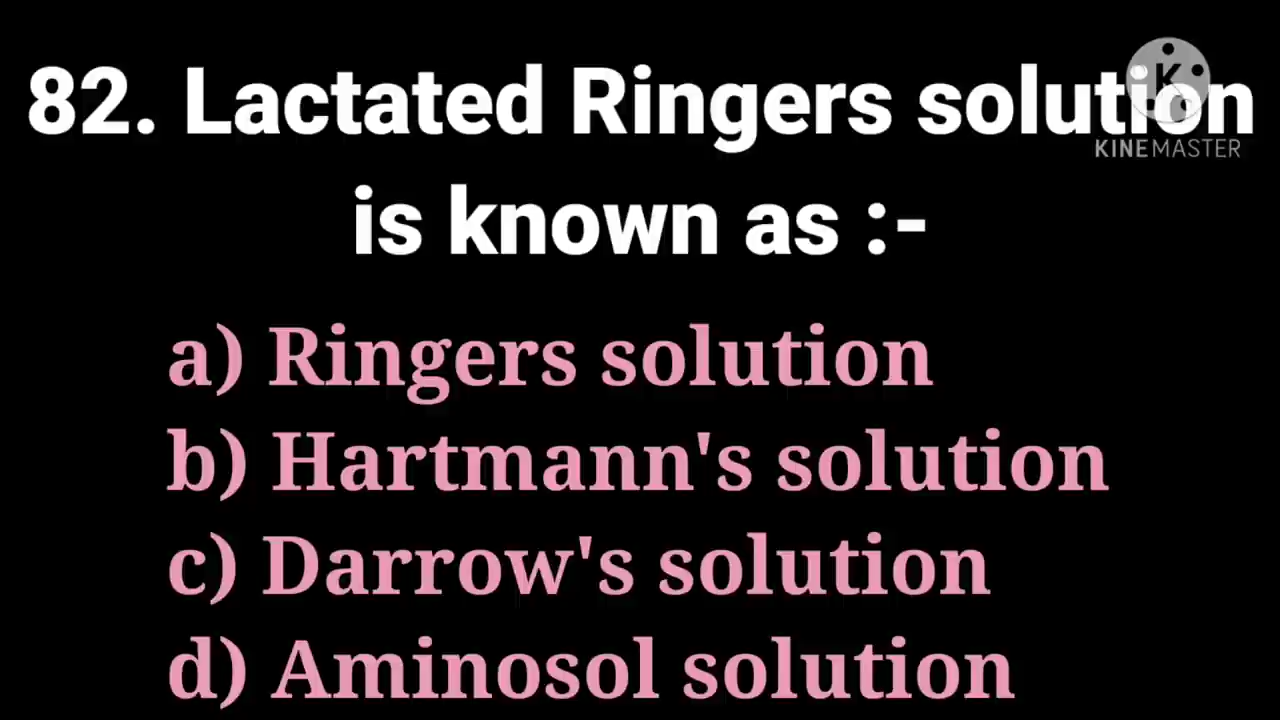 82. Lactated Ringers solution
is known as :-
a) Ringers solution
b) Hartmann's solution
c) Darrow's solution
d) Aminosol solution
K
KINEMASTER